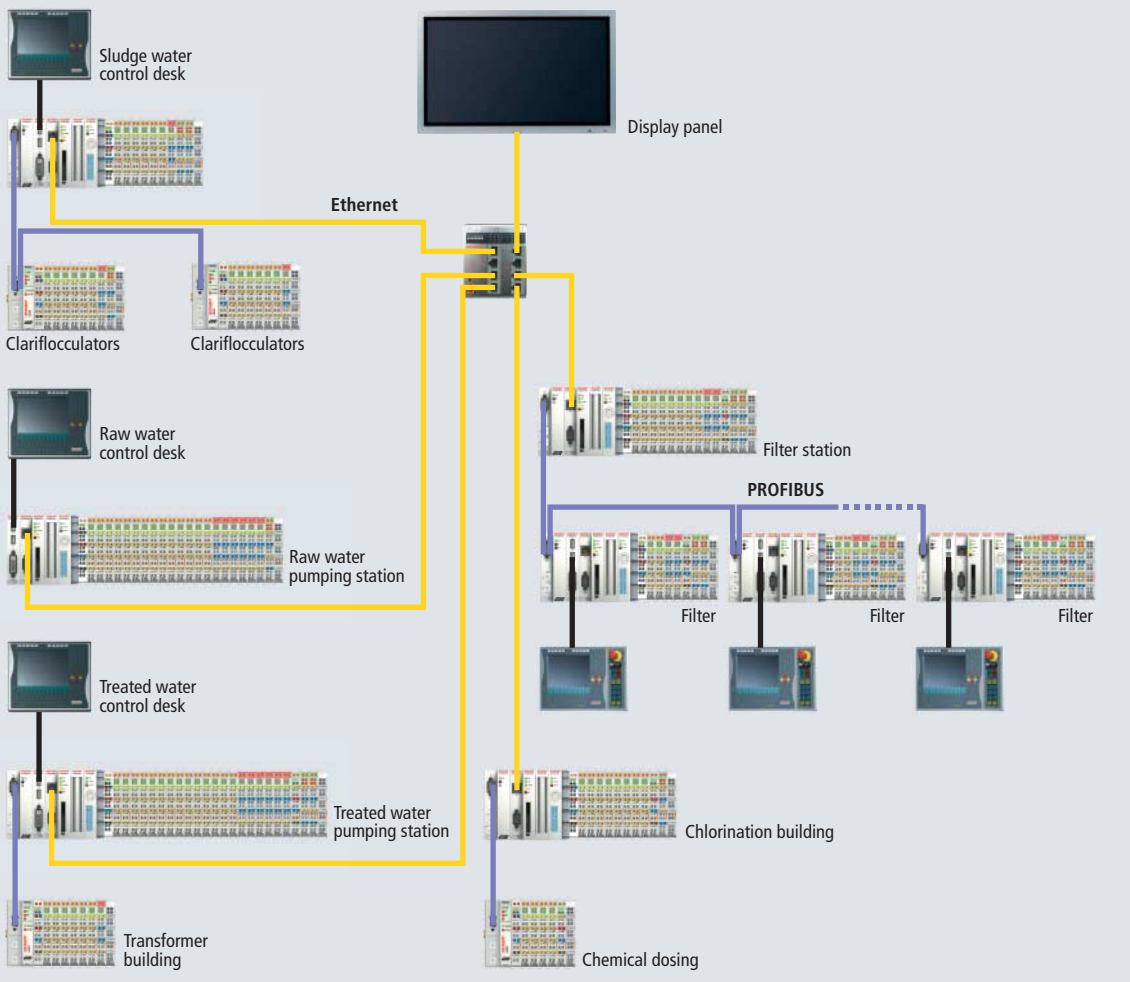 Sludge water
control desk
Display panel
Ethernet
Clariflocculators
Clariflocculators
Raw water
control desk
Filter station
PROFIBUS
Raw water
pumping station
Filter
Filter
Filter
Treated water
control desk
Treated water
pumping station
Chlorination building
Transformer
building
Chemical dosing